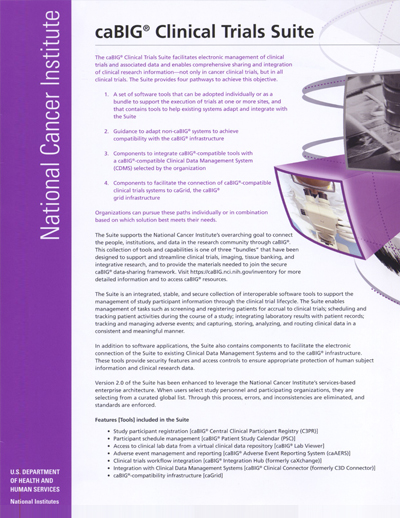 National Cancer Institute
caBIG® Clinical Trials Suite
The caBIG® Clinical Trials Suite facilitates electronic management of clinical
trials and associated data and enables comprehensive sharing and integration
of clinical research information—not only in cancer clinical trials, but in all
clinical trials. The Suite provides four pathways to achieve this objective.
1. A set of software tools that can be adopted individually or as a
bundle to support the execution of trials at one or more sites, and
that contains tools to help existing systems adapt and integrate with
the Suite
2. Guidance to adapt non-caBIG® systems to achieve
compatibility with the caBIG® infrastructure
3. Components to integrate caBIG®-compatible tools with
a caBIG®-compatible Clinical Data Management System
(CDMS) selected by the organization
4. Components to facilitate the connection of caBIG®-compatible
clinical trials systems to caGrid, the caBIG®
grid infrastructure
Organizations can pursue these paths individually or in combination
based on which solution best meets their needs.
The Suite supports the National Cancer Institute's overarching goal to connect
the people, institutions, and data in the research community through caBIG®.
This collection of tools and capabilities is one of three "bundles" that have been
designed to support and streamline clinical trials, imaging, tissue banking, and
integrative research, and to provide the materials needed to join the secure
caBIG® data-sharing framework. Visit https://caBIG.nci.nih.gov/inventory for more
detailed information and to access caBIG® resources.
The Suite is an integrated, stable, and secure collection of interoperable software tools to support the
management of study participant information through the clinical trial lifecycle. The Suite enables
management of tasks such as screening and registering patients for accrual to clinical trials; scheduling and
tracking patient activities during the course of a study; integrating laboratory results with patient records;
tracking and managing adverse events; and capturing, storing, analyzing, and routing clinical data in a
consistent and meaningful manner.
In addition to software applications, the Suite also contains components to facilitate the electronic
connection of the Suite to existing Clinical Data Management Systems and to the caBIG® infrastructure.
These tools provide security features and access controls to ensure appropriate protection of human subject
information and clinical research data.
Version 2.0 of the Suite has been enhanced to leverage the National Cancer Institute's services-based
enterprise architecture. When users select study personnel and participating organizations, they are
selecting from a curated global list. Through this process, errors, and inconsistencies are eliminated, and
standards are enforced.
Features [Tools] included in the Suite
• Study participant registration [caBIG® Central Clinical Participant Registry (C3PR)]
• Participant schedule management [caBIG® Patient Study Calendar (PSC)]
• Access to clinical lab data from a virtual clinical data repository [caBIG® Lab Viewer]
• Adverse event management and reporting [caBIG® Adverse Event Reporting System (caAERS)]
• Clinical trials workflow integration [caBIG® Integration Hub (formerly caXchange)]
• Integration with Clinical Data Management Systems [caBIG® Clinical Connector (formerly C3D Connector)]
• caBIG®-compatibility infrastructure [caGrid]
U.S. DEPARTMENT
OF HEALTH AND
HUMAN SERVICES
National Institutes